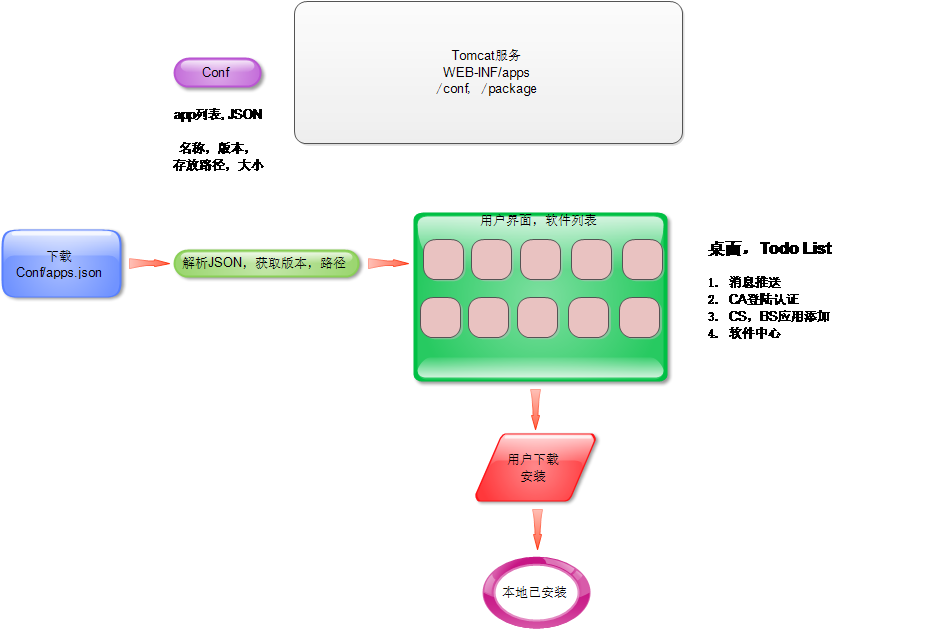 Tomcat服务
WEB-INF/apps
/conf, /package
Conf
app列表, JSON
名称，版本，
存放路径，大小
下载
Conf/apps.json
解析JSON，获取版本，路径
用户界面，软件列表
桌面，Todo List
1. 消息推送
2. CA登陆认证
3. CS，BS应用添加
4. 软件中心
用户下载
安装
本地已安装